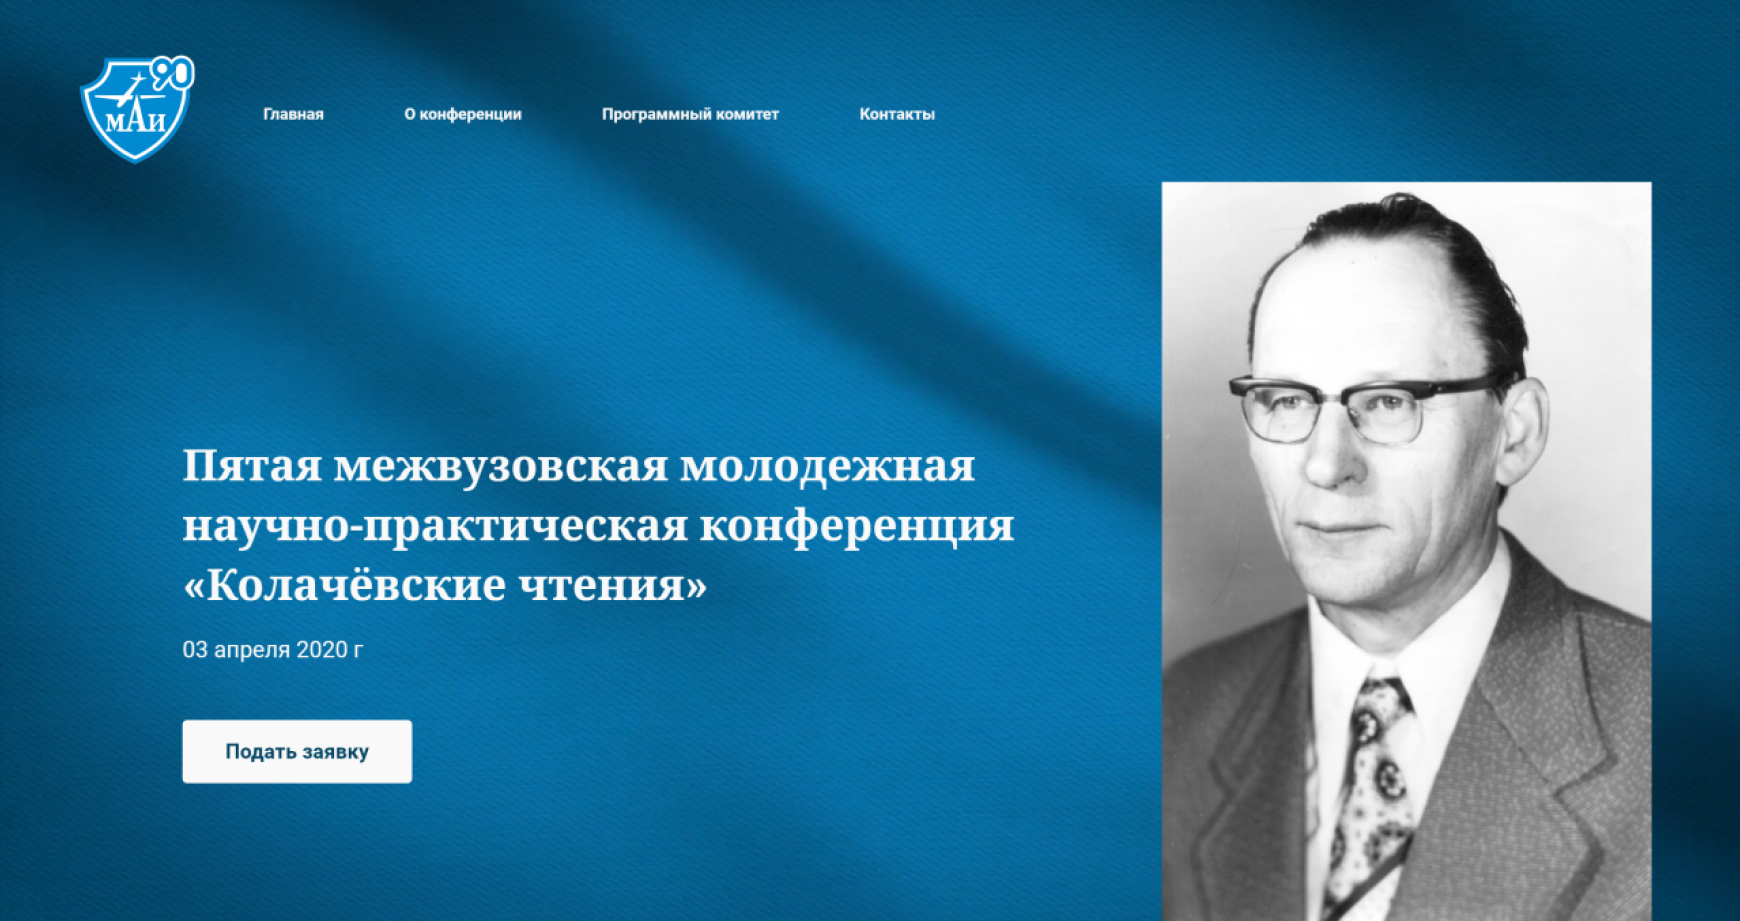 90
МАИ
Главная
О конференции
Программный комитет
Контакты
Пятая межвузовская молодежная
научно-практическая конференция
«Колачёвские чтения»
03 апреля 2020 г
Подать заявку